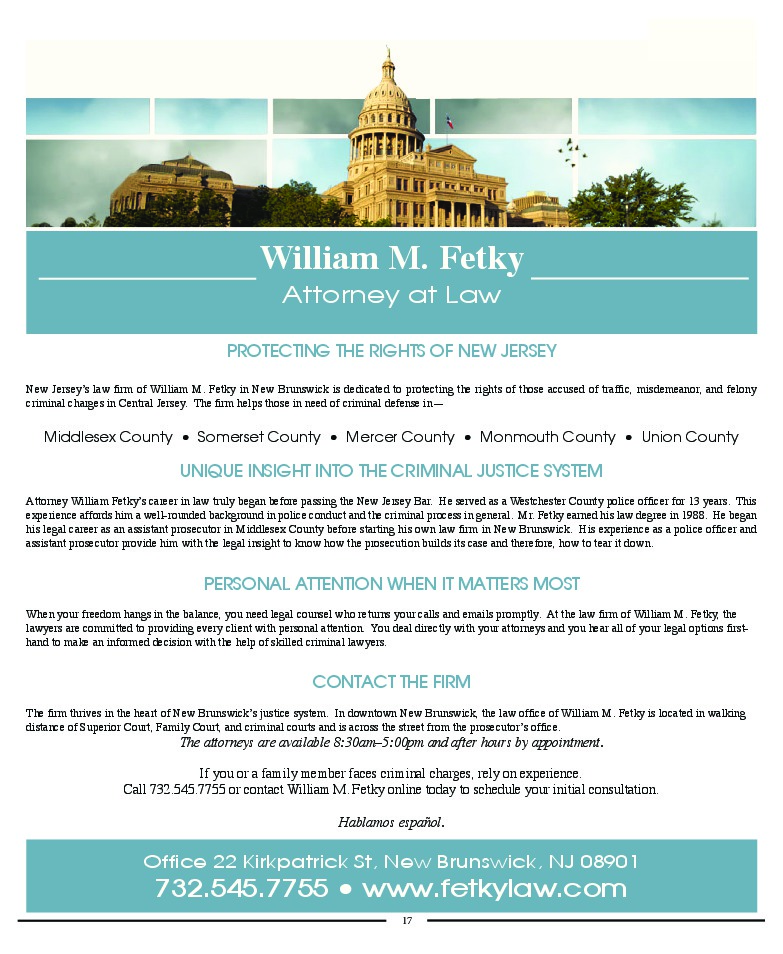 William M. Fetky
Attorney at Law
PROTECTING THE RIGHTS OF NEW JERSEY
New Jersey's law firm of William M. Fetky in New Brunswick is dedicated to protecting the rights of those accused of traffic, misdemeanor, and felony
criminal charges in Central Jersey. The firm helps those in need of criminal defense in—
Middlesex County • Somerset County • Mercer County • Monmouth County • Union County
UNIQUE INSIGHT INTO THE CRIMINAL JUSTICE SYSTEM
Attorney William Fetky's career in law truly began before passing the New Jersey Bar. He served as a Westchester County police officer for 13 years. This
experience affords him a well-rounded background in police conduct and the criminal process in general. Mr. Fetky earned his law degree in 1988. He began
his legal career as an assistant prosecutor in Middlesex County before starting his own law firm in New Brunswick. His experience as a police officer and
assistant prosecutor provide him with the legal insight to know how the prosecution builds its case and therefore, how to tear it down.
PERSONAL ATTENTION WHEN IT MATTERS MOST
When your freedom hangs in the balance, you need legal counsel who returns your calls and emails promptly. At the law firm of William M. Fetky, the
lawyers are committed to providing every client with personal attention. You deal directly with your attorneys and you hear all of your legal options first-
hand to make an informed decision with the help of skilled criminal lawyers.
CONTACT THE FIRM
The firm thrives in the heart of New Brunswick's justice system. In downtown New Brunswick, the law office of William M. Fetky is located in walking
distance of Superior Court, Family Court, and criminal courts and is across the street from the prosecutor's office.
The attorneys are available 8:30am–5:00pm and after hours by appointment.
If you or a family member faces criminal charges, rely on experience.
Call 732.545.7755 or contact William M. Fetky online today to schedule your initial consultation.
Hablamos español.
Office 22 Kirkpatrick St, New Brunswick, NJ 08901
732.545.7755 • www.fetkylaw.com
17